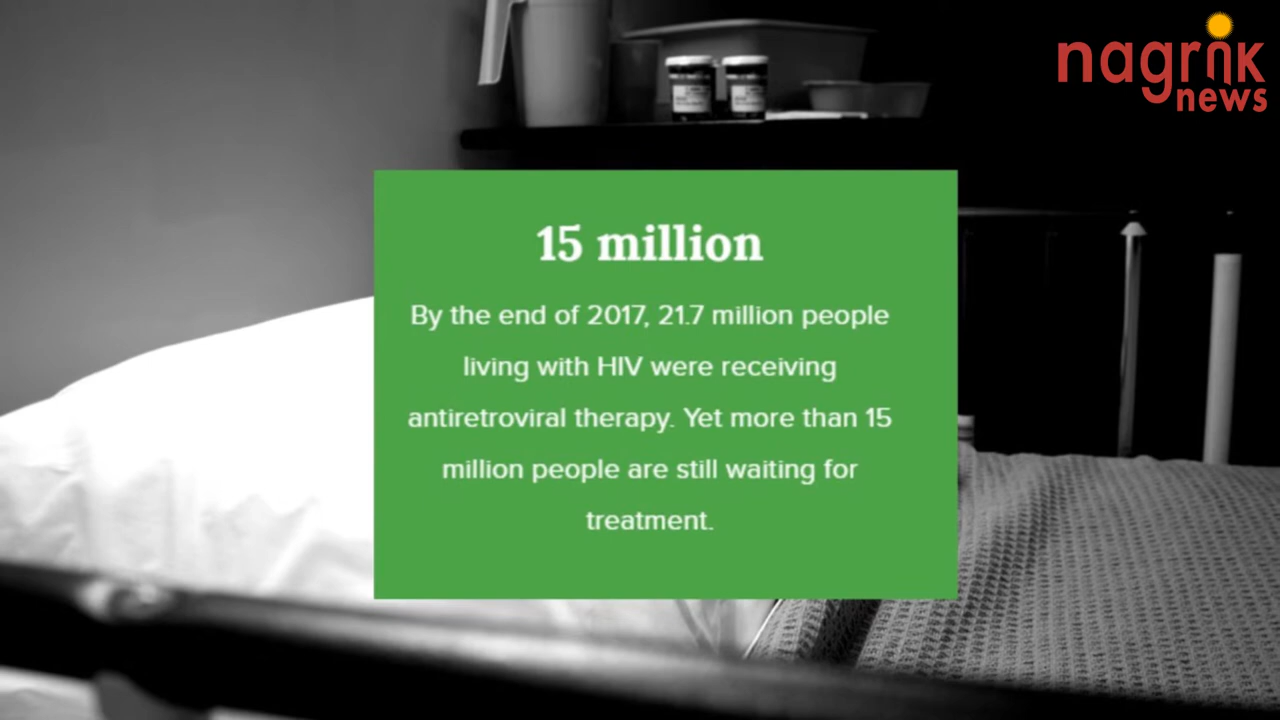 nagrik
news
15 million
By the end of 2017, 21.7 million people
living with HIV were receiving
antiretroviral therapy. Yet more than 15
million people are still waiting for
treatment.